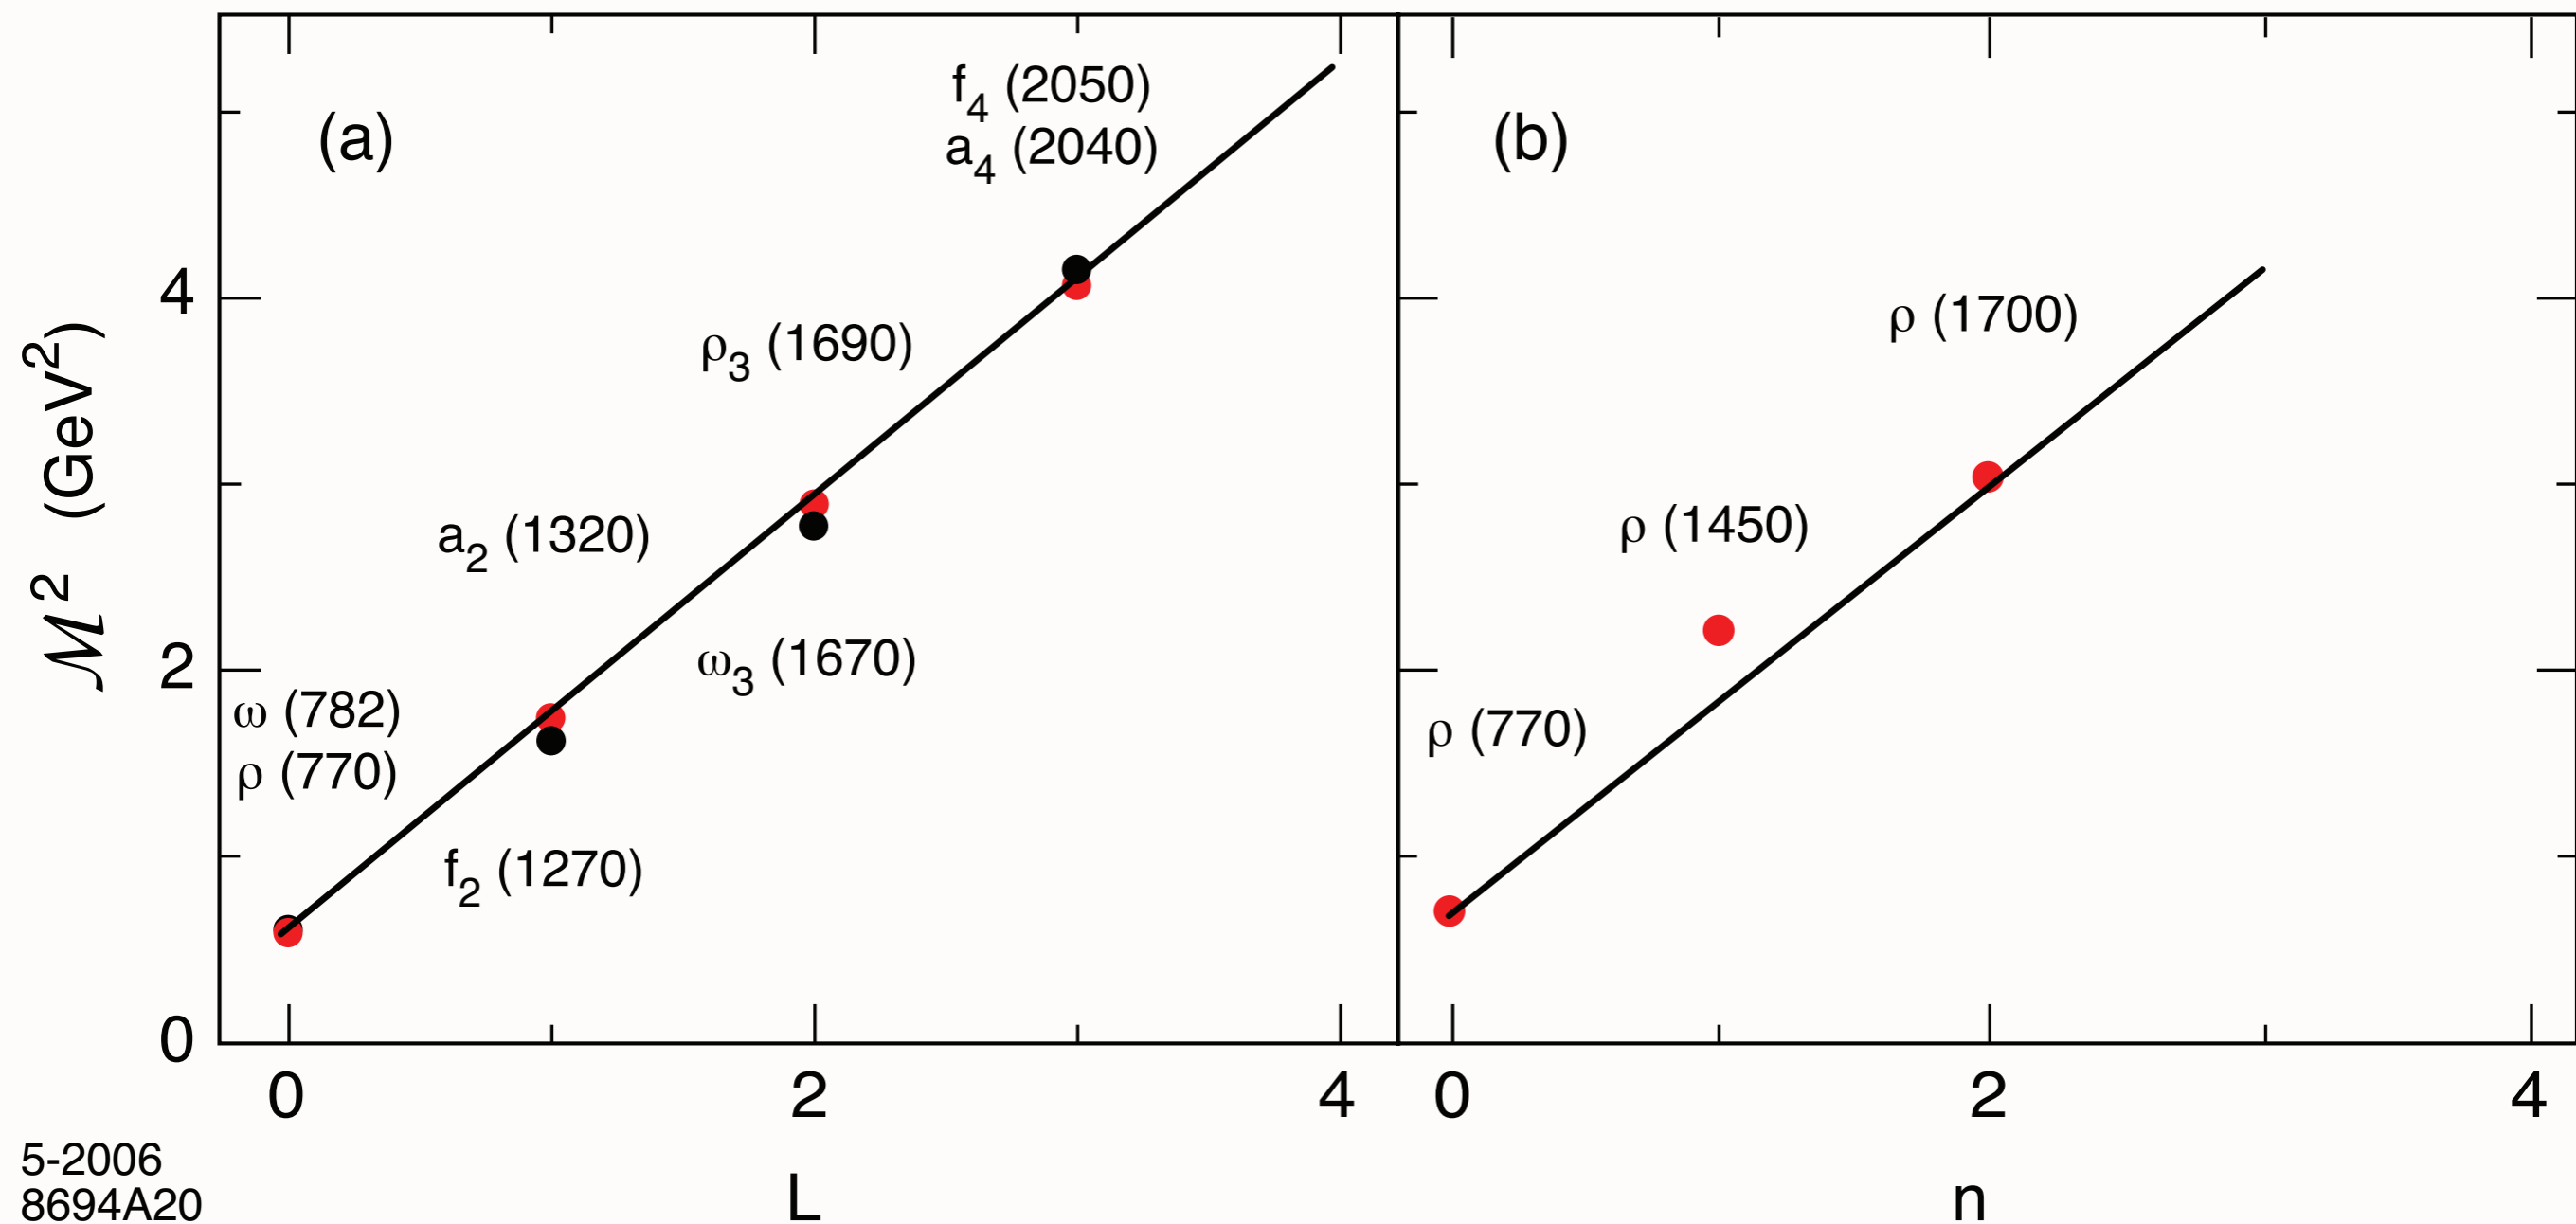 (a)
f₄ (2050)
a₄ (2040)
ρ₃ (1690)
a₂ (1320)
ω₃ (1670)
ω (782)
ρ (770)
f₂ (1270)
(b)
ρ (1700)
ρ (1450)
ρ (770)
ℳ² (GeV²)
4
2
0
0 2 4
0 2 4
L
n
5-2006
8694A20